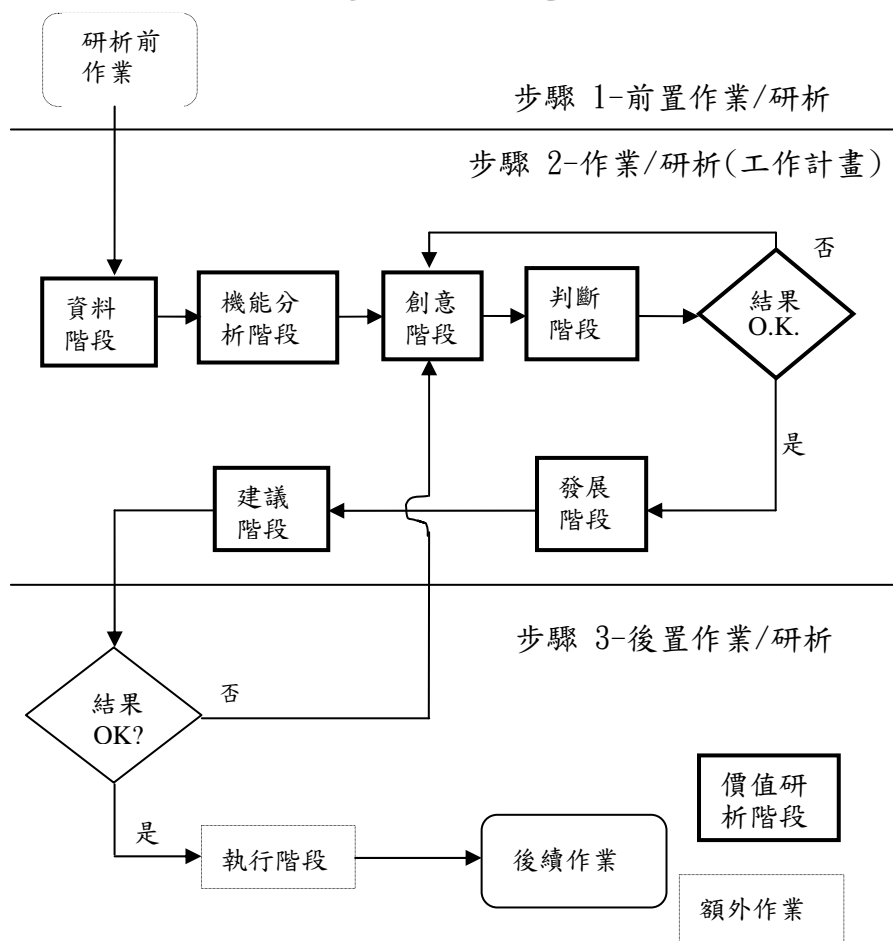 研析前
作業
步驟 1-前置作業/研析
步驟 2-作業/研析(工作計畫)
否
資料
階段
機能分
析階段
創意
階段
判斷
階段
結果
O.K.
是
建議
階段
發展
階段
步驟 3-後置作業/研析
結果
OK?
否
價值研
析階段
是
執行階段
後續作業
額外作業